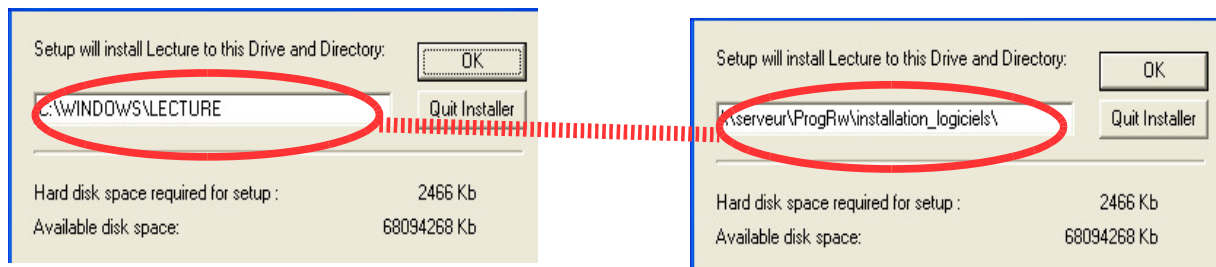 Setup will install Lecture to this Drive and Directory:
OK
C:\WINDOWS\LECTURE
Quit Installer
Hard disk space required for setup : 2466 Kb
Available disk space: 68094268 Kb
Setup will install Lecture to this Drive and Directory:
OK
\\serveur\ProgRw\installation_logiciels\
Quit Installer
Hard disk space required for setup : 2466 Kb
Available disk space: 68094268 Kb